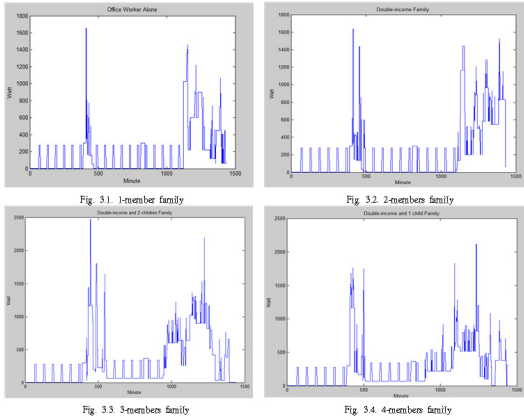 Office Worker Alone
1800
1600
1400
1200
1000
800
600
400
200
0
Watt
0 500 1000 1500
Minute
Fig. 3.1. 1-member family
Double-income Family
1800
1600
1400
1200
1000
800
600
400
200
0
Watt
0 500 1000 1500
Minute
Fig. 3.2. 2-members family
Double-income and 2 children Family
2500
2000
1500
1000
500
0
Watt
0 500 1000 1500
Minute
Fig. 3.3. 3-members family
Double-income and 1 child Family
2500
2000
1500
1000
500
0
Watt
0 500 1000 1500
Minute
Fig. 3.4. 4-members family